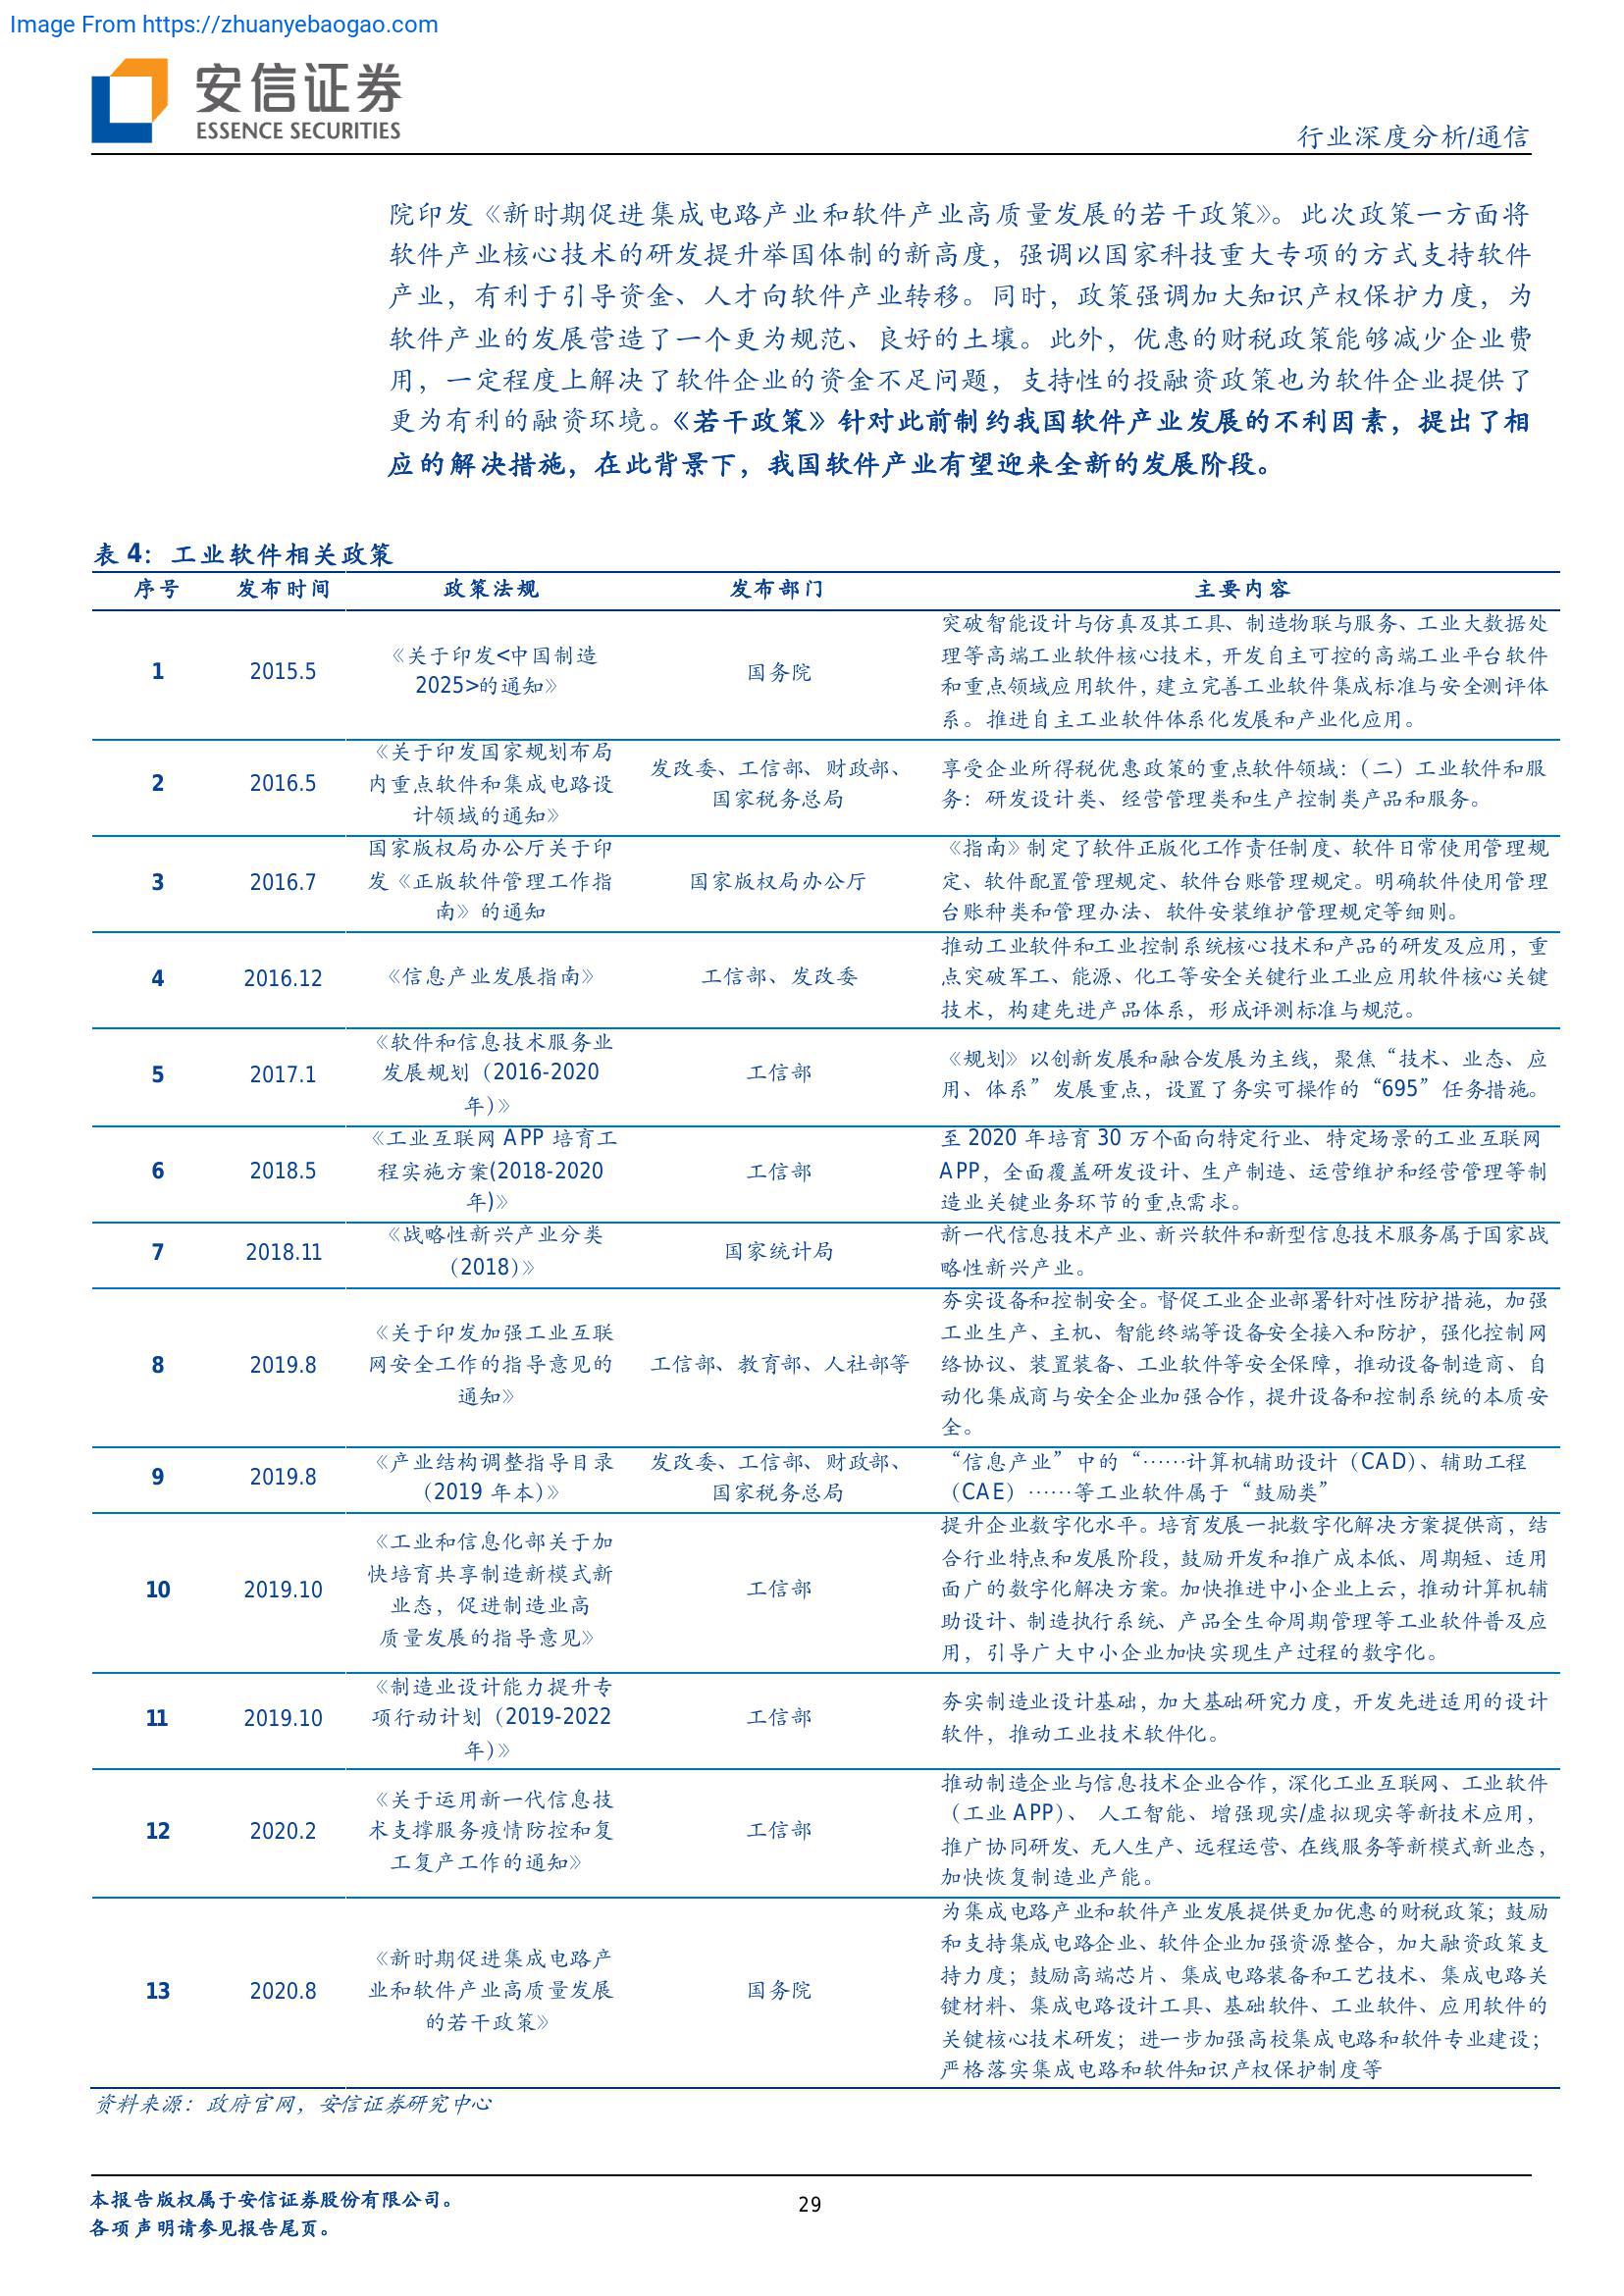 Image From https://zhuanyebaogao.com
安信证券
ESSENCE SECURITIES
行业深度分析/通信
院印发《新时期促进集成电路产业和软件产业高质量发展的若干政策》。此次政策一方面将
软件产业核心技术的研发提升举国体制的新高度，强调以国家科技重大专项的方式支持软件
产业，有利于引导资金、人才向软件产业转移。同时，政策强调加大知识产权保护力度，为
软件产业的发展营造了一个更为规范、良好的土壤。此外，优惠的财税政策能够减少企业费
用，一定程度上解决了软件企业的资金不足问题，支持性的投融资政策也为软件企业提供了
更为有利的融资环境。《若干政策》针对此前制约我国软件产业发展的不利因素，提出了相
应的解决措施，在此背景下，我国软件产业有望迎来全新的发展阶段。
表 4：工业软件相关政策
序号 发布时间 政策法规 发布部门 主要内容
1 2015.5
《关于印发<中国制造
2025>的通知》
国务院
突破智能设计与仿真及其工具、制造物联与服务、工业大数据处
理等高端工业软件核心技术，开发自主可控的高端工业平台软件
和重点领域应用软件，建立完善工业软件集成标准与安全测评体
系。推进自主工业软件体系化发展和产业化应用。
2 2016.5
《关于印发国家规划布局
内重点软件和集成电路设
计领域的通知》
发改委、工信部、财政部、
国家税务总局
享受企业所得税优惠政策的重点软件领域：（二）工业软件和服
务：研发设计类、经营管理类和生产控制类产品和服务。
3 2016.7
国家版权局办公厅关于印
发《正版软件管理工作指
南》的通知
国家版权局办公厅
《指南》制定了软件正版化工作责任制度、软件日常使用管理规
定、软件配置管理规定、软件台账管理规定。明确软件使用管理
台账种类和管理办法、软件安装维护管理规定等细则。
4 2016.12
《信息产业发展指南》
工信部、发改委
推动工业软件和工业控制系统核心技术和产品的研发及应用，重
点突破军工、能源、化工等安全关键行业工业应用软件核心关键
技术，构建先进产品体系，形成评测标准与规范。
5 2017.1
《软件和信息技术服务业
发展规划（2016-2020
年)》
工信部
《规划》以创新发展和融合发展为主线，聚焦“技术、业态、应
用、体系”发展重点，设置了务实可操作的“695”任务措施。
6 2018.5
《工业互联网 APP 培育工
程实施方案(2018-2020
年)》
工信部
至 2020 年培育 30 万个面向特定行业、特定场景的工业互联网
APP，全面覆盖研发设计、生产制造、运营维护和经营管理等制
造业关键业务环节的重点需求。
7 2018.11
《战略性新兴产业分类
（2018）》
国家统计局
新一代信息技术产业、新兴软件和新型信息技术服务属于国家战
略性新兴产业。
8 2019.8
《关于印发加强工业互联
网安全工作的指导意见的
通知》
工信部、教育部、人社部等
夯实设备和控制安全。督促工业企业部署针对性防护措施，加强
工业生产、主机、智能终端等设备安全接入和防护，强化控制网
络协议、装置装备、工业软件等安全保障，推动设备制造商、自
动化集成商与安全企业加强合作，提升设备和控制系统的本质安
全。
9 2019.8
《产业结构调整指导目录
（2019 年本）》
发改委、工信部、财政部、
国家税务总局
“信息产业”中的“……计算机辅助设计（CAD）、辅助工程
（CAE）……等工业软件属于“鼓励类”
10 2019.10
《工业和信息化部关于加
快培育共享制造新模式新
业态，促进制造业高
质量发展的指导意见》
工信部
提升企业数字化水平。培育发展一批数字化解决方案提供商，结
合行业特点和发展阶段，鼓励开发和推广成本低、周期短、适用
面广的数字化解决方案。加快推进中小企业上云，推动计算机辅
助设计、制造执行系统、产品全生命周期管理等工业软件普及应
用，引导广大中小企业加快实现生产过程的数字化。
11 2019.10
《制造业设计能力提升专
项行动计划（2019-2022
年）》
工信部
夯实制造业设计基础，加大基础研究力度，开发先进适用的设计
软件，推动工业技术软件化。
12 2020.2
《关于运用新一代信息技
术支撑服务疫情防控和复
工复产工作的通知》
工信部
推动制造企业与信息技术企业合作，深化工业互联网、工业软件
（工业 APP）、 人工智能、增强现实/虚拟现实等新技术应用，
推广协同研发、无人生产、远程运营、在线服务等新模式新业态，
加快恢复制造业产能。
13 2020.8
《新时期促进集成电路产
业和软件产业高质量发展
的若干政策》
国务院
为集成电路产业和软件产业发展提供更加优惠的财税政策；鼓励
和支持集成电路企业、软件企业加强资源整合，加大融资政策支
持力度；鼓励高端芯片、集成电路装备和工艺技术、集成电路关
键材料、集成电路设计工具、基础软件、工业软件、应用软件的
关键核心技术研发；进一步加强高校集成电路和软件专业建设；
严格落实集成电路和软件知识产权保护制度等
资料来源：政府官网，安信证券研究中心
本报告版权属于安信证券股份有限公司。
各项声明请参见报告尾页。
29